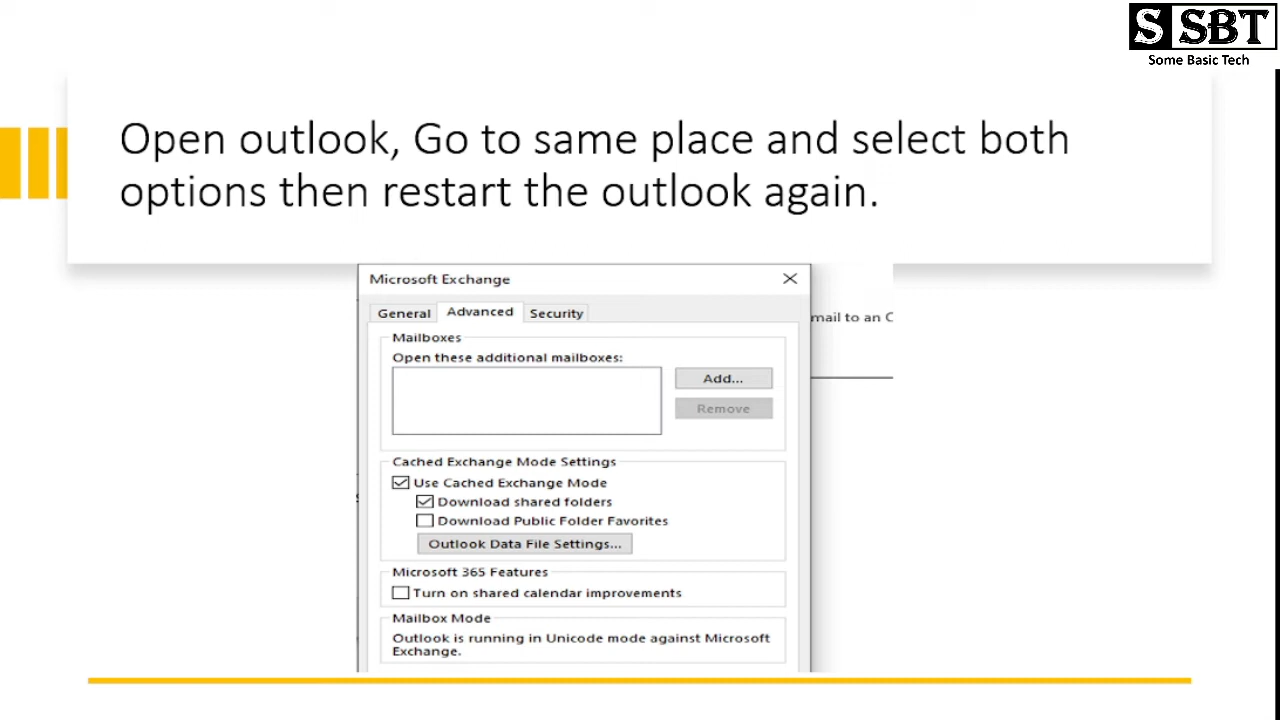 S SBT
Some Basic Tech
Open outlook, Go to same place and select both
options then restart the outlook again.
Microsoft Exchange
General Advanced Security
mail to an C
Mailboxes
Open these additional mailboxes:
Add...
Remove
Cached Exchange Mode Settings
Use Cached Exchange Mode
Download shared folders
Download Public Folder Favorites
Outlook Data File Settings...
Microsoft 365 Features
Turn on shared calendar improvements
Mailbox Mode
Outlook is running in Unicode mode against Microsoft
Exchange.